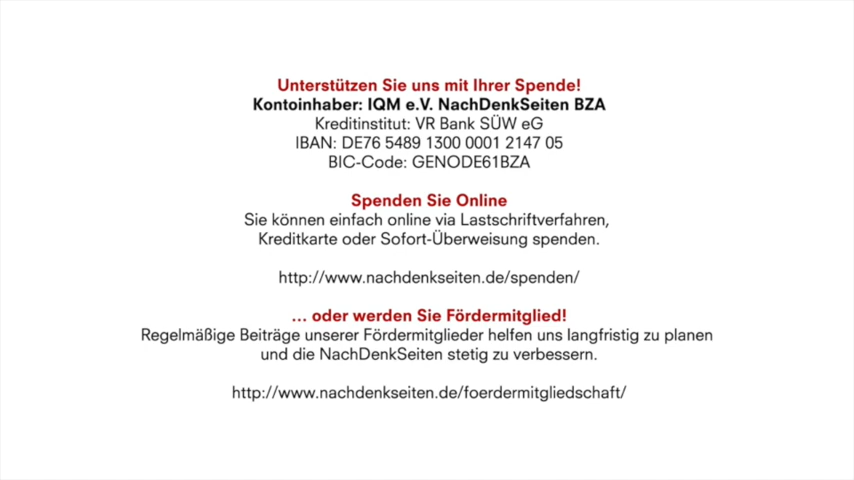 Unterstützen Sie uns mit Ihrer Spende!
Kontoinhaber: IQM e.V. NachDenkSeiten BZA
Kreditinstitut: VR Bank SÜW eG
IBAN: DE76 5489 1300 0001 2147 05
BIC-Code: GENODE61BZA
Spenden Sie Online
Sie können einfach online via Lastschriftverfahren,
Kreditkarte oder Sofort-Überweisung spenden.
http://www.nachdenkseiten.de/spenden/
... oder werden Sie Fördermitglied!
Regelmäßige Beiträge unserer Fördermitglieder helfen uns langfristig zu planen
und die NachDenkSeiten stetig zu verbessern.
http://www.nachdenkseiten.de/foerdermitgliedschaft/